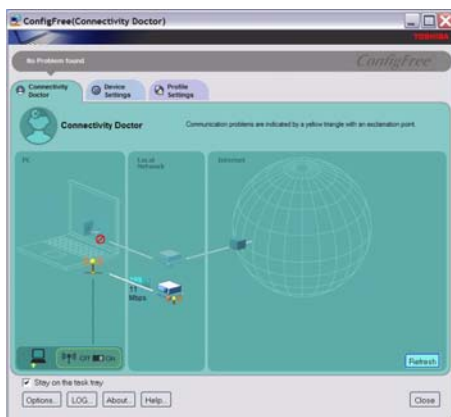 ConfigFree(Connectivity Doctor)
TOSHIBA
No Problem found
ConfigFree
Connectivity Doctor
Device Settings
Profile Settings
Connectivity Doctor
Communication problems are indicated by a yellow triangle with an exclamation point.
PC
Local Network
Internet
11 Mbps
Off On
Refresh
Stay on the task tray
Options..
LOG..
About..
Help..
Close